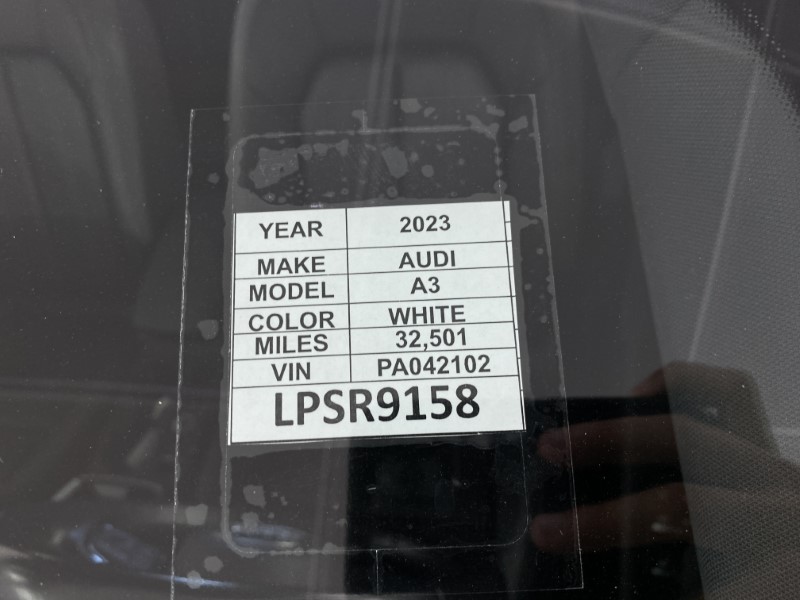 YEAR 2023
MAKE AUDI
MODEL A3
COLOR WHITE
MILES 32,501
VIN PA042102
LPSR9158